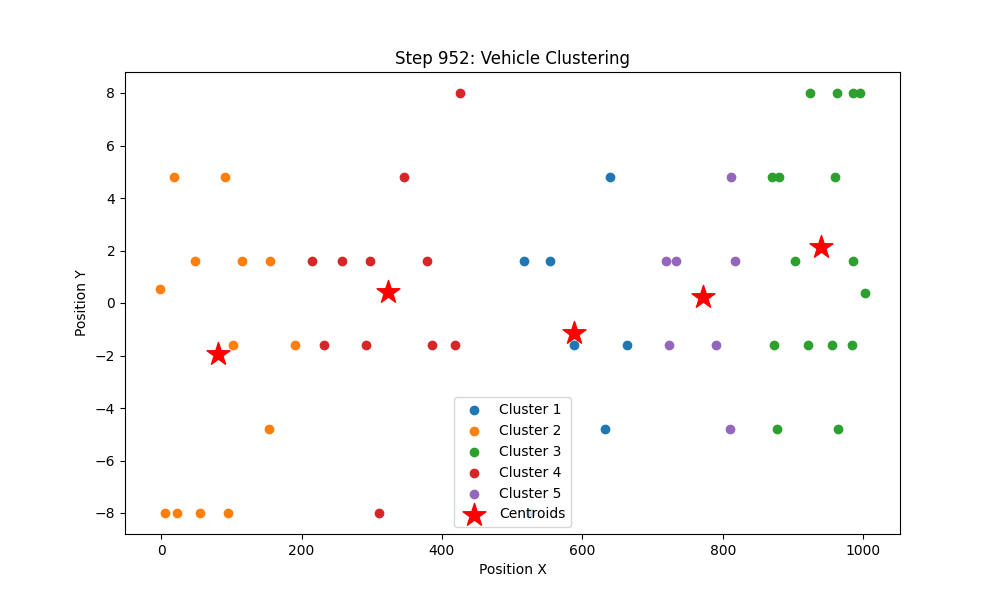 Step 952: Vehicle Clustering
8
6
4
2
0
−2
−4
−6
−8
Position Y
Cluster 1
Cluster 2
Cluster 3
Cluster 4
Cluster 5
Centroids
0 200 400 600 800 1000
Position X